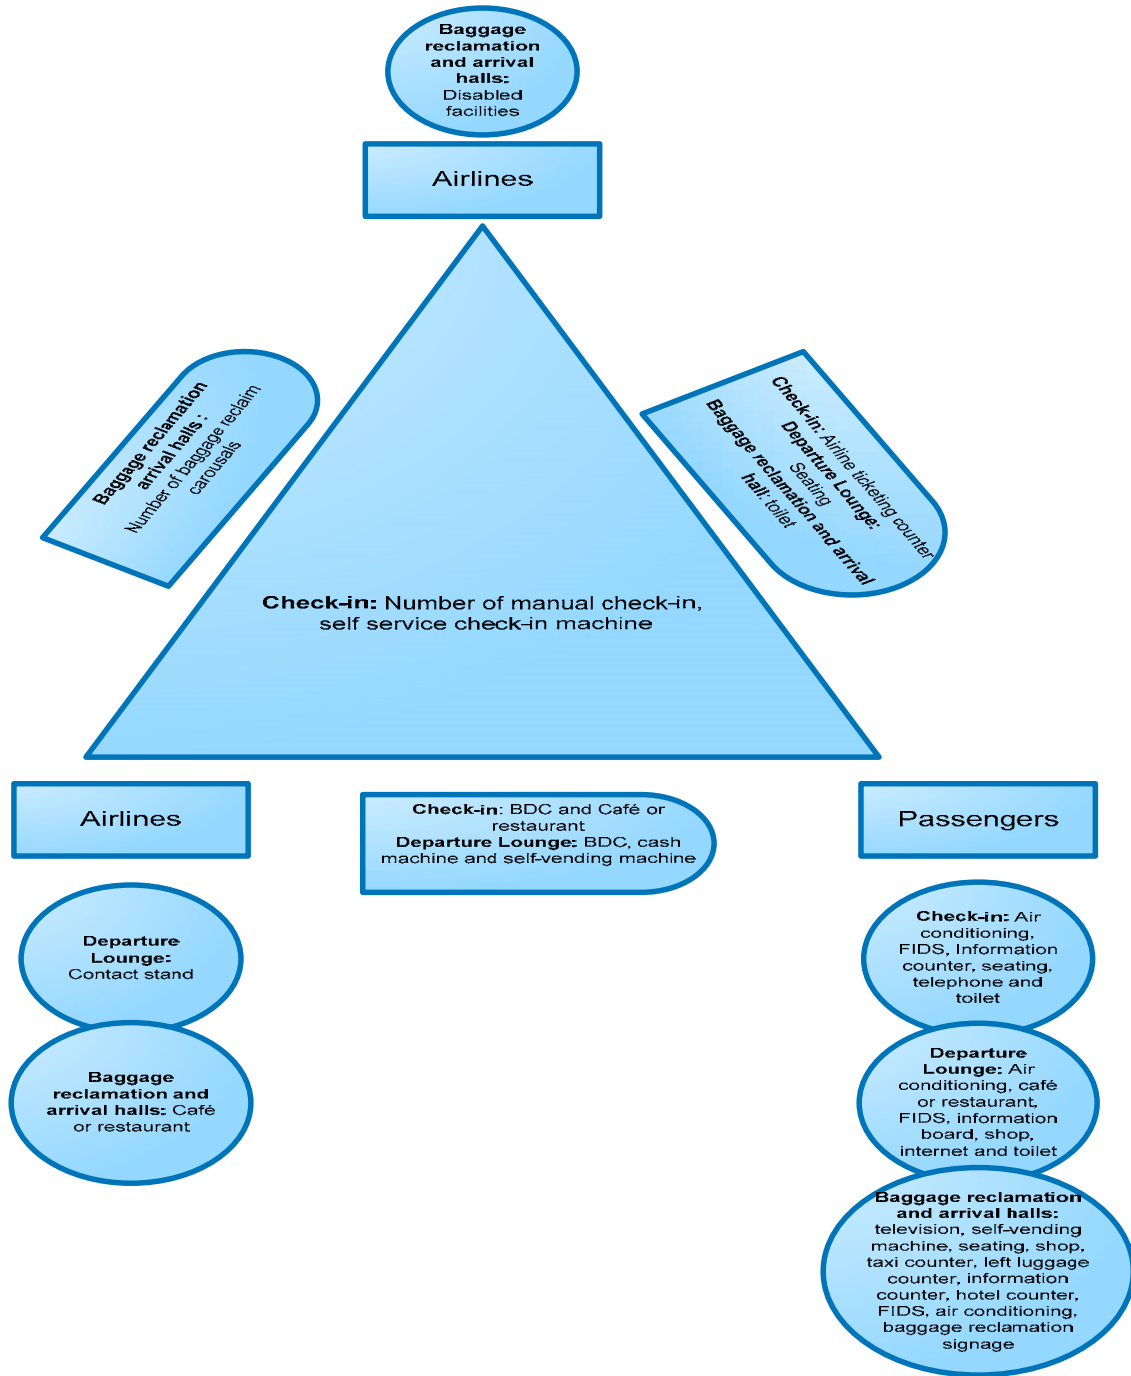 Baggage
reclamation
and arrival
halls:
Disabled
facilities
Airlines
Baggage reclamation
arrival halls :
Number of baggage reclaim
carousals
Check-in: Airline ticketing counter
Departure Lounge:
Seating
Baggage reclamation and arrival
hall: toilet
Check-in: Number of manual check-in,
self service check-in machine
Airlines
Check-in: BDC and Café or
restaurant
Departure Lounge: BDC, cash
machine and self-vending machine
Passengers
Departure
Lounge:
Contact stand
Baggage
reclamation and
arrival halls: Café
or restaurant
Check-in: Air
conditioning,
FIDS, Information
counter, seating,
telephone and
toilet
Departure
Lounge: Air
conditioning, café
or restaurant,
FIDS, information
board, shop,
internet and toilet
Baggage reclamation
and arrival halls:
television, self-vending
machine, seating, shop,
taxi counter, left luggage
counter, information
counter, hotel counter,
FIDS, air conditioning,
baggage reclamation
signage